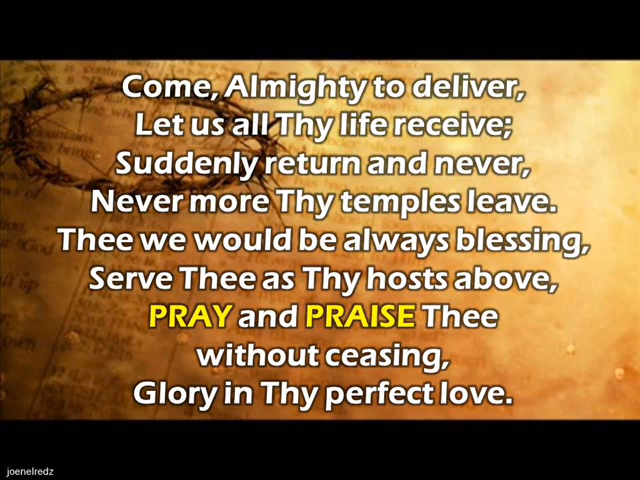 Come, Almighty to deliver,
Let us all Thy life receive;
Suddenly return and never,
Never more Thy temples leave.
Thee we would be always blessing,
Serve Thee as Thy hosts above,
PRAY and PRAISE Thee
without ceasing,
Glory in Thy perfect love.
joenelredz